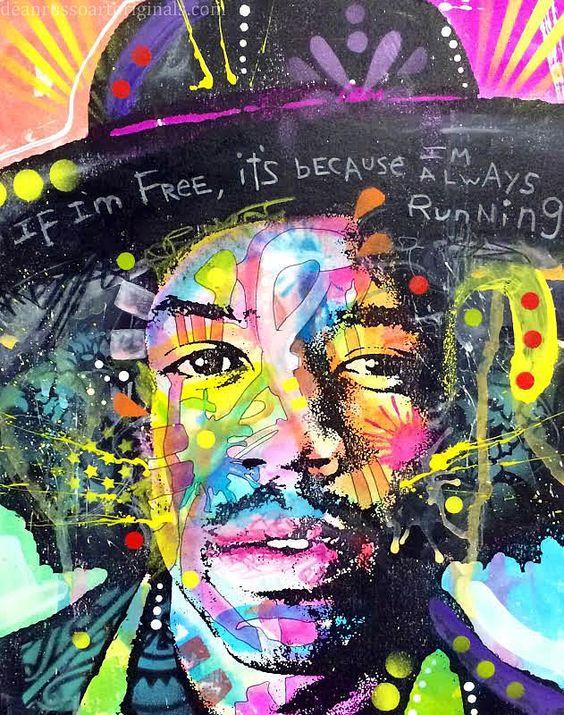 deanrussoartoriginals.com
IF I'm FREE, it's because I'M
ALWAYS
RUNNING